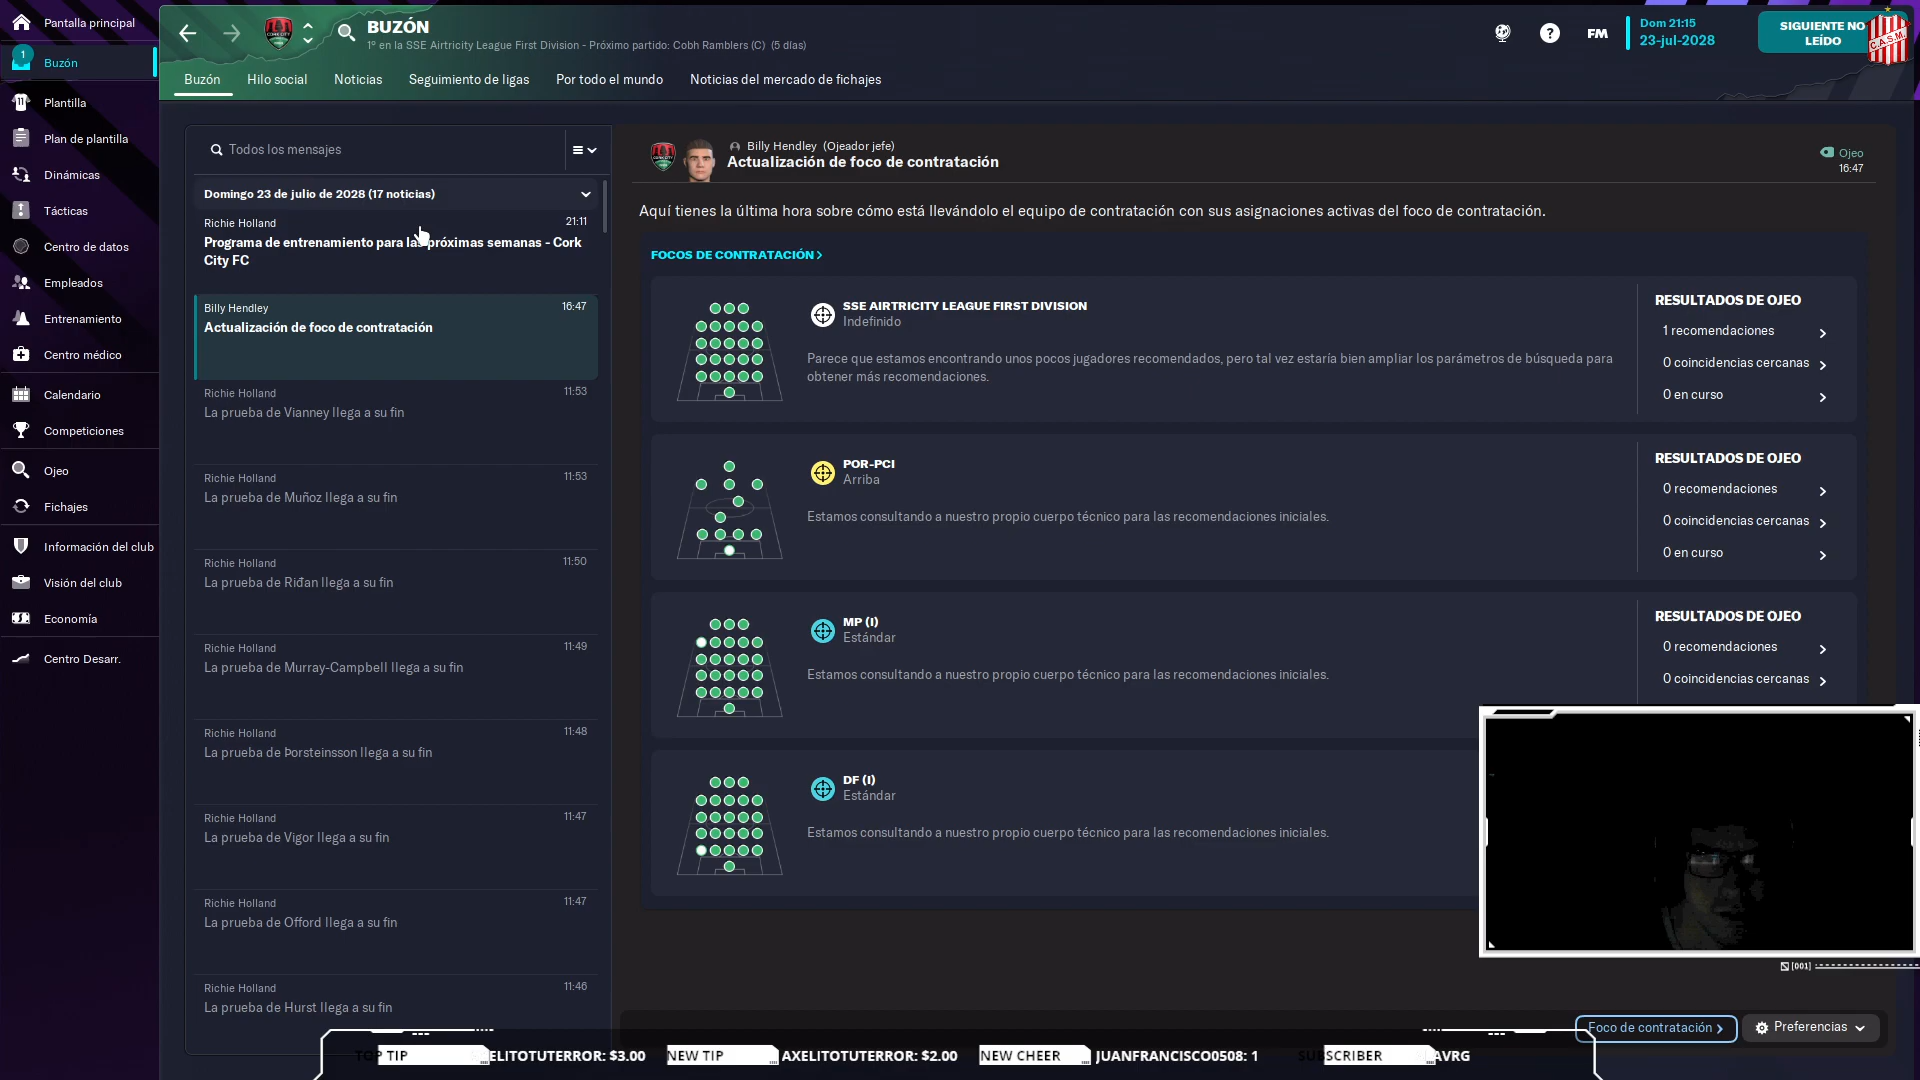 Pantalla principal
1
Buzón
Plantilla
Plan de plantilla
Dinámicas
Tácticas
Centro de datos
Empleados
Entrenamiento
Centro médico
Calendario
Competiciones
Ojeo
Fichajes
Información del club
Visión del club
Economía
Centro Desarr.
BUZÓN
1º en la SSE Airtricity League First Division - Próximo partido: Cobh Ramblers (C) (5 días)
FM
Dom 21:15
23-jul-2028
SIGUIENTE NO
LEÍDO
C.A.S.M.
Buzón
Hilo social
Noticias
Seguimiento de ligas
Por todo el mundo
Noticias del mercado de fichajes
Todos los mensajes
Domingo 23 de julio de 2028 (17 noticias)
Richie Holland 21:11
Programa de entrenamiento para las próximas semanas - Cork
City FC
Billy Hendley 16:47
Actualización de foco de contratación
Richie Holland 11:53
La prueba de Vianney llega a su fin
Richie Holland 11:53
La prueba de Muñoz llega a su fin
Richie Holland 11:50
La prueba de Riđan llega a su fin
Richie Holland 11:49
La prueba de Murray-Campbell llega a su fin
Richie Holland 11:48
La prueba de Þorsteinsson llega a su fin
Richie Holland 11:47
La prueba de Vigor llega a su fin
Richie Holland 11:47
La prueba de Offord llega a su fin
Richie Holland 11:46
La prueba de Hurst llega a su fin
Billy Hendley (Ojeador jefe)
Actualización de foco de contratación
Ojeo
16:47
Aquí tienes la última hora sobre cómo está llevándolo el equipo de contratación con sus asignaciones activas del foco de contratación.
FOCOS DE CONTRATACIÓN
SSE AIRTRICITY LEAGUE FIRST DIVISION
Indefinido
Parece que estamos encontrando unos pocos jugadores recomendados, pero tal vez estaría bien ampliar los parámetros de búsqueda para
obtener más recomendaciones.
RESULTADOS DE OJEO
1 recomendaciones
0 coincidencias cercanas
0 en curso
POR-PCI
Arriba
Estamos consultando a nuestro propio cuerpo técnico para las recomendaciones iniciales.
RESULTADOS DE OJEO
0 recomendaciones
0 coincidencias cercanas
0 en curso
MP (I)
Estándar
Estamos consultando a nuestro propio cuerpo técnico para las recomendaciones iniciales.
RESULTADOS DE OJEO
0 recomendaciones
0 coincidencias cercanas
DF (I)
Estándar
Estamos consultando a nuestro propio cuerpo técnico para las recomendaciones iniciales.
[001]
Foco de contratación
Preferencias
TOP TIP
ELITOTUTERROR: $3.00
NEW TIP
AXELITOTUTERROR: $2.00
NEW CHEER
JUANFRANCISCO0508: 1
SUBSCRIBER